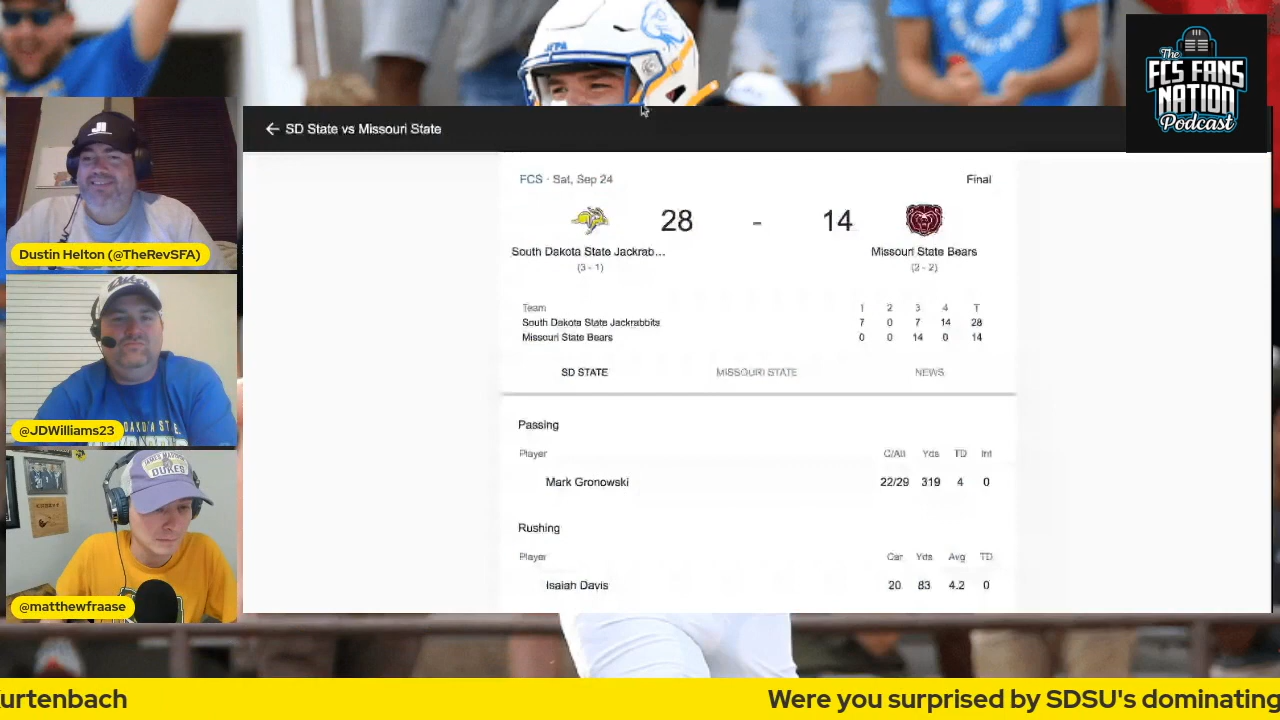 The
FCS FANS
NATION
Podcast
SD State vs Missouri State
FCS · Sat, Sep 24
Final
28 - 14
South Dakota State Jackrab...
Missouri State Bears
(3 - 1)
(2 - 2)
Team 1 2 3 4 T
South Dakota State Jackrabbits 7 0 7 14 28
Missouri State Bears 0 0 14 0 14
SD STATE MISSOURI STATE NEWS
Passing
Player C/Att Yds TD Int
Mark Gronowski 22/29 319 4 0
Rushing
Player Car Yds Avg TD
Isaiah Davis 20 83 4.2 0
Dustin Helton (@TheRevSFA)
@JDWilliams23
JAMES MADISON
DUKES
@matthewfraase
urtenbach
Were you surprised by SDSU's dominating